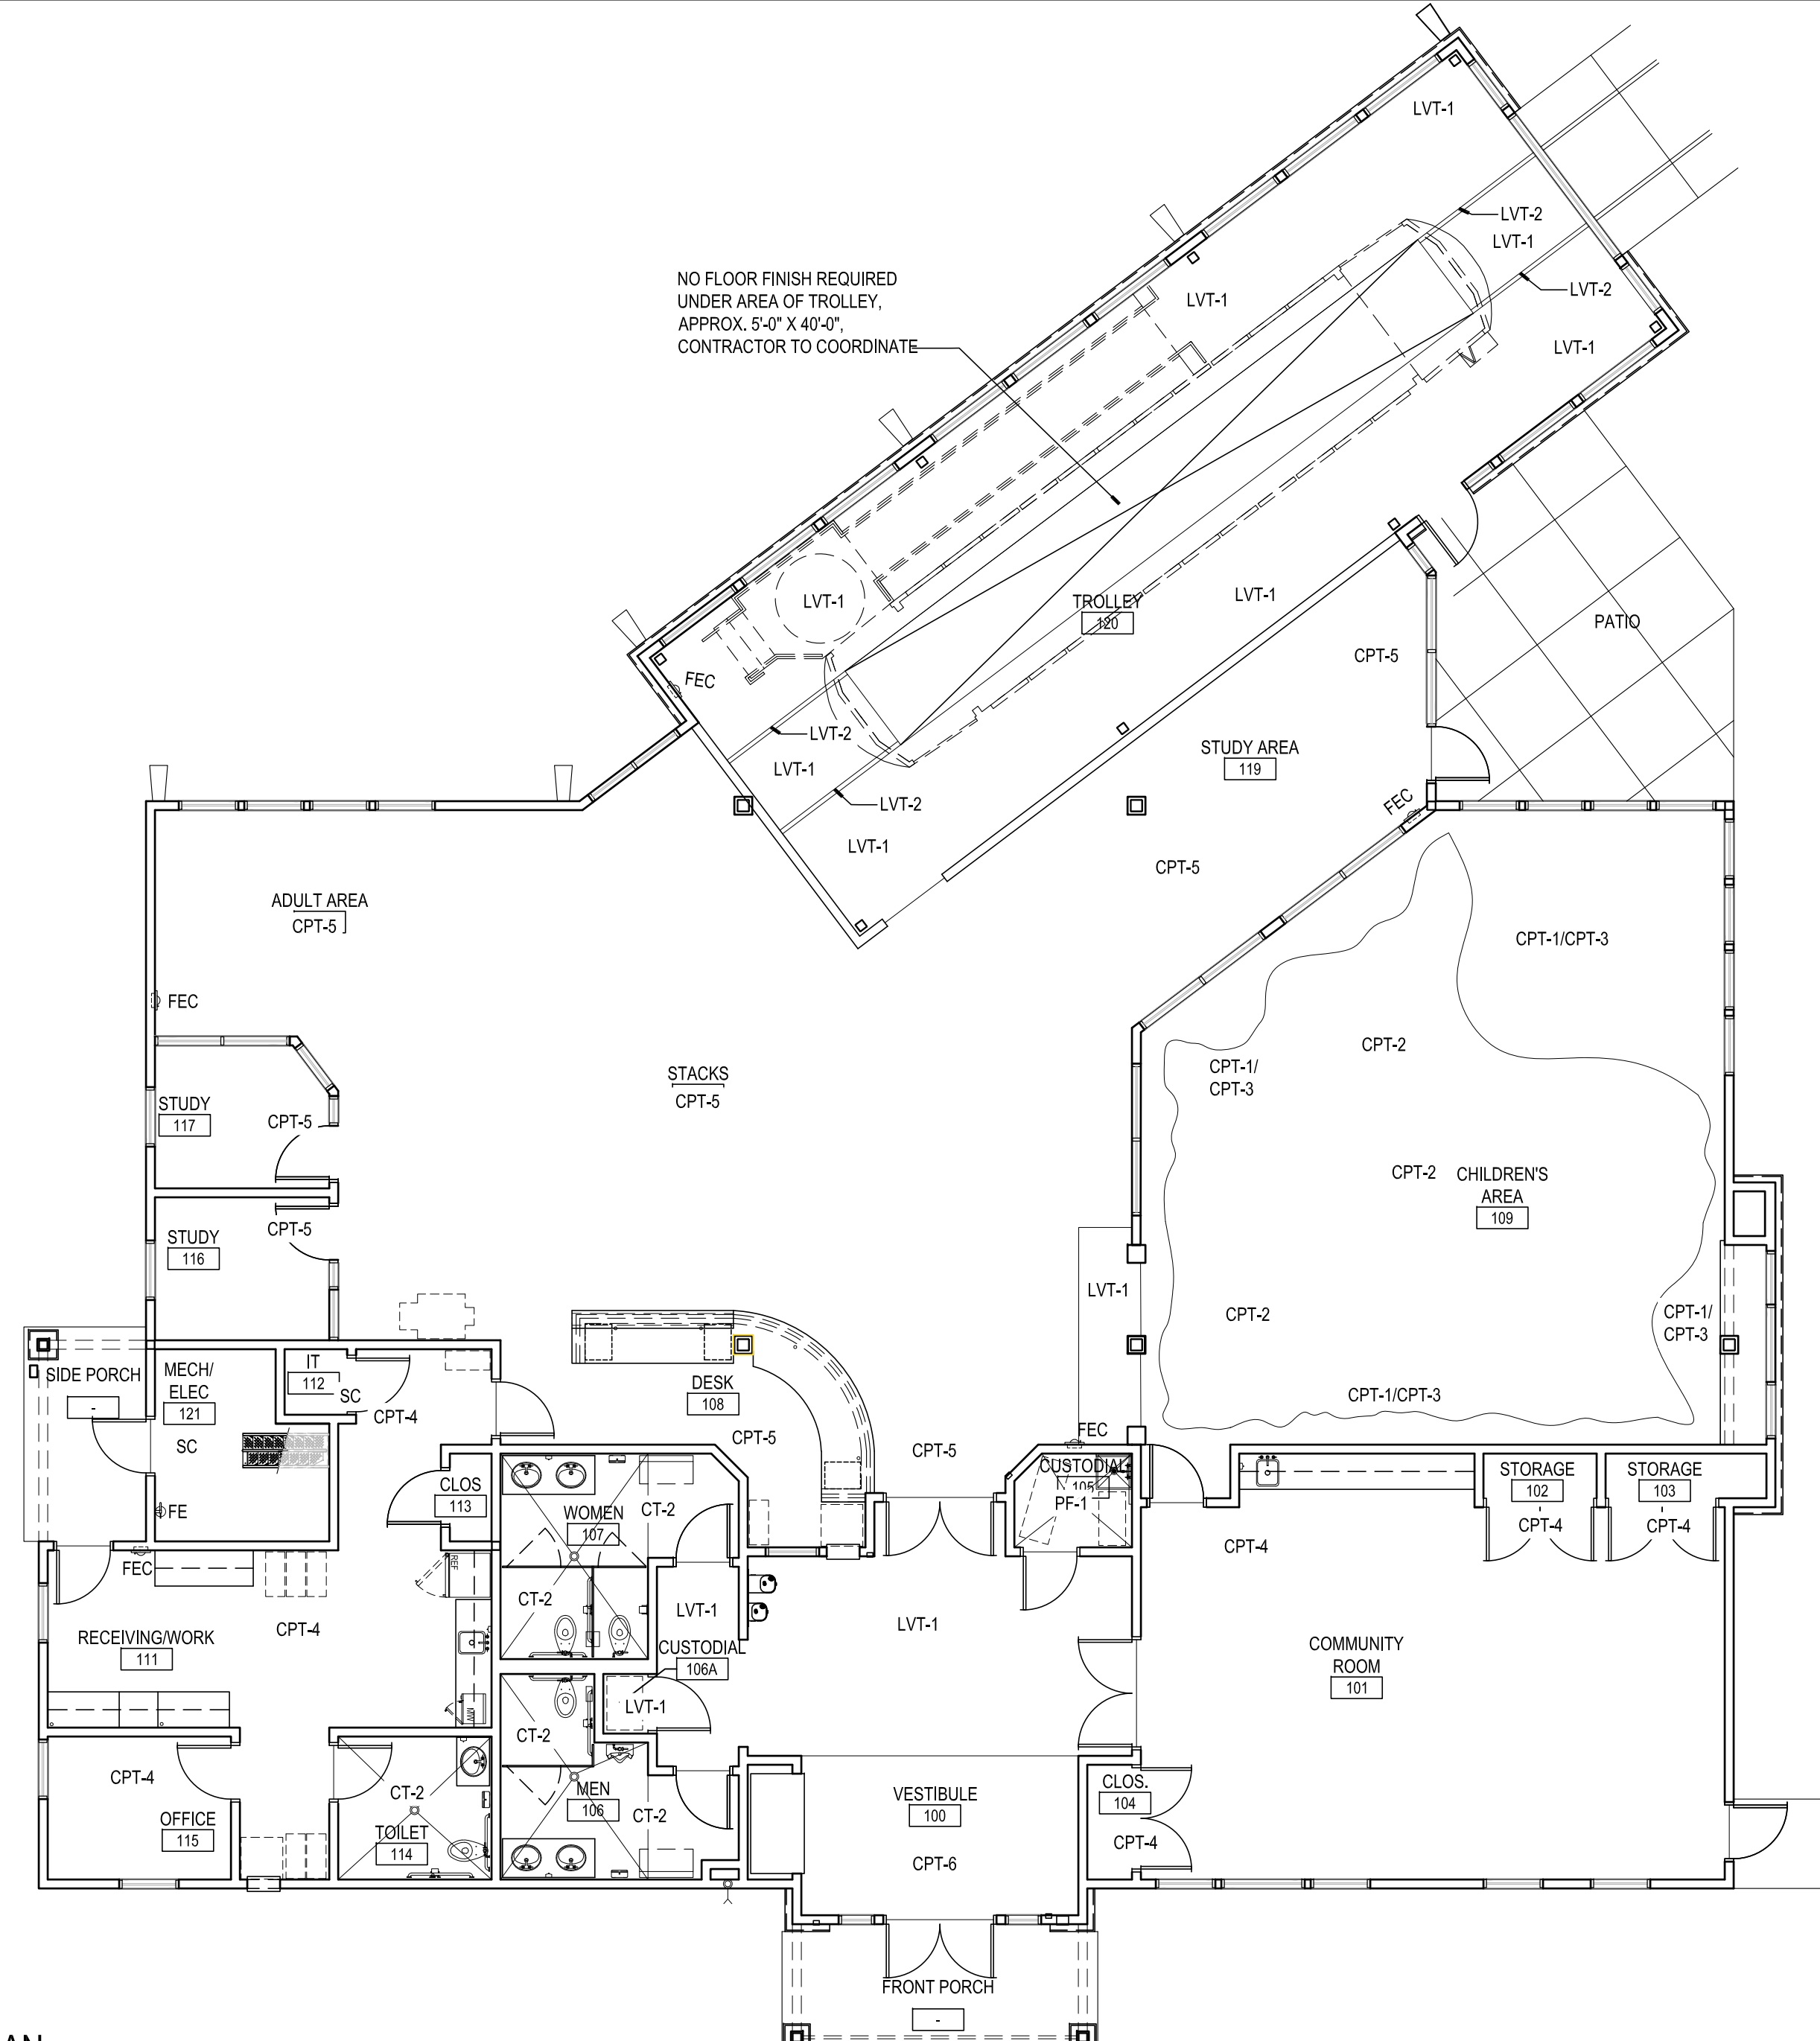 LVT-1
LVT-2
LVT-1
LVT-2
NO FLOOR FINISH REQUIRED
UNDER AREA OF TROLLEY,
APPROX. 5'-0" X 40'-0",
CONTRACTOR TO COORDINATE
LVT-1
LVT-1
LVT-1
TROLLEY
120
LVT-1
PATIO
CPT-5
FEC
LVT-2
LVT-1
STUDY AREA
119
LVT-2
FEC
LVT-1
CPT-5
ADULT AREA
CPT-5
CPT-1/CPT-3
FEC
CPT-2
CPT-1/
CPT-3
STACKS
CPT-5
STUDY
117
CPT-5
CPT-2
CHILDREN'S
AREA
109
STUDY
116
CPT-5
LVT-1
CPT-2
CPT-1/
CPT-3
SIDE PORCH
-
MECH/
ELEC
121
SC
IT
112
SC
CPT-4
DESK
108
CPT-5
CPT-5
CPT-1/CPT-3
FEC
CUSTODIAL
105
PF-1
STORAGE
102
-
CPT-4
STORAGE
103
-
CPT-4
CLOS
113
WOMEN
107
CT-2
FE
FEC
REF
CPT-4
CT-2
LVT-1
LVT-1
CPT-4
RECEIVING/WORK
111
CUSTODIAL
106A
LVT-1
COMMUNITY
ROOM
101
MW
CT-2
CPT-4
OFFICE
115
CT-2
TOILET
114
MEN
106
CT-2
VESTIBULE
100
CPT-6
CLOS.
104
CPT-4
FRONT PORCH
-